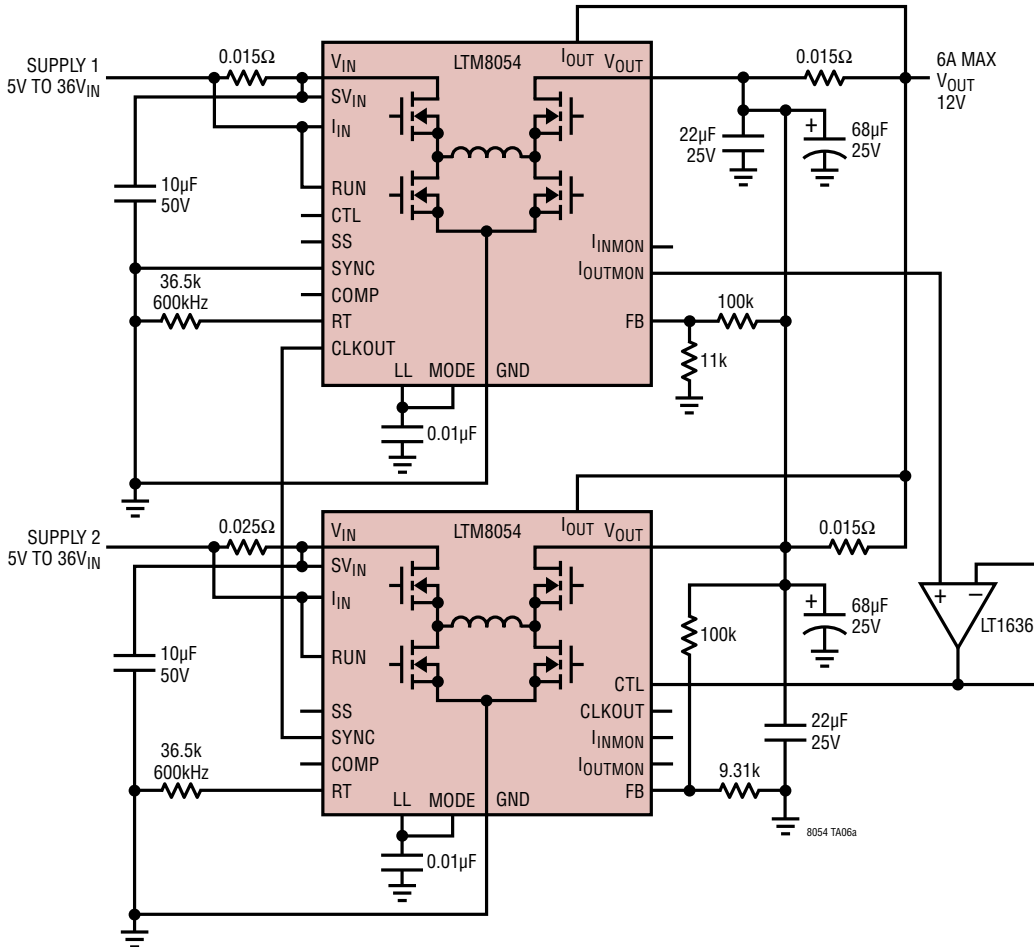 SUPPLY 1
5V TO 36VIN
0.015Ω
VIN
SVIN
IIN
RUN
CTL
SS
SYNC
COMP
RT
CLKOUT
LTM8054
IOUT
VOUT
0.015Ω
6A MAX
VOUT
12V
+
22µF
25V
68µF
25V
10µF
50V
36.5k
600kHz
IINMON
IOUTMON
FB
100k
11k
LL
MODE
GND
0.01µF
SUPPLY 2
5V TO 36VIN
0.025Ω
VIN
SVIN
IIN
RUN
SS
SYNC
COMP
RT
LTM8054
IOUT
VOUT
0.015Ω
+
68µF
25V
100k
+
–
LT1636
10µF
50V
36.5k
600kHz
CTL
CLKOUT
IINMON
IOUTMON
FB
22µF
25V
9.31k
LL
MODE
GND
0.01µF
8054 TA06a